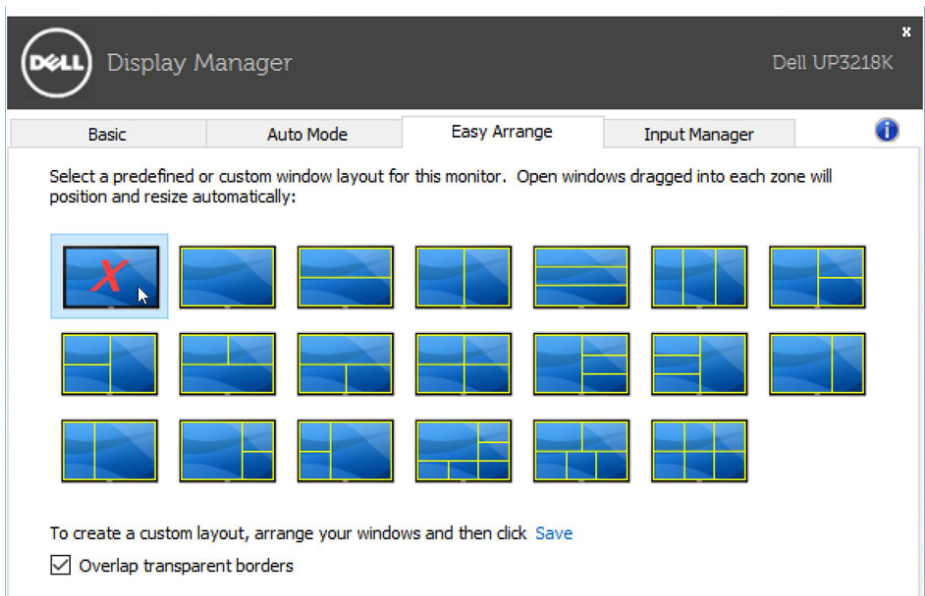 x
DELL
Display Manager
Dell UP3218K
Basic
Auto Mode
Easy Arrange
Input Manager
i
Select a predefined or custom window layout for this monitor. Open windows dragged into each zone will
position and resize automatically:
X
To create a custom layout, arrange your windows and then click Save
Overlap transparent borders